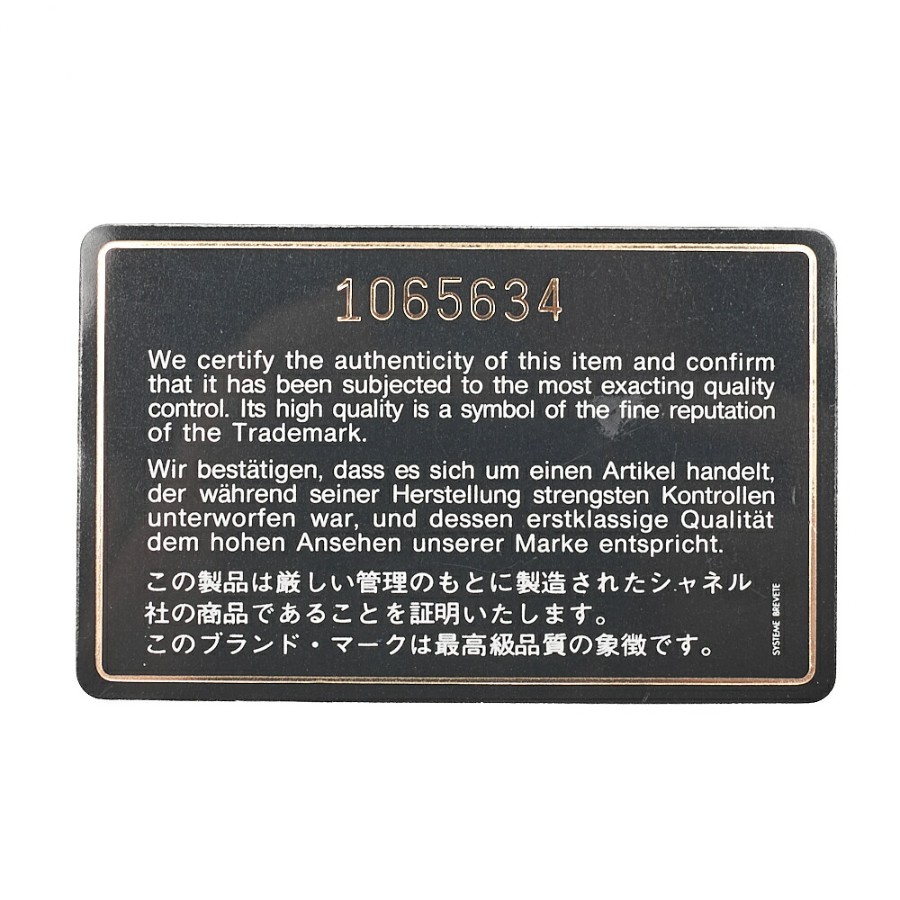 1065634
We certify the authenticity of this item and confirm
that it has been subjected to the most exacting quality
control. Its high quality is a symbol of the fine reputation
of the Trademark.
Wir bestätigen, dass es sich um einen Artikel handelt,
der während seiner Herstellung strengsten Kontrollen
unterworfen war, und dessen erstklassige Qualität
dem hohen Ansehen unserer Marke entspricht.
この製品は厳しい管理のもとに製造されたシャネル
社の商品であることを証明いたします。
このブランド・マークは最高級品質の象徴です。
SYSTEME BREVETE